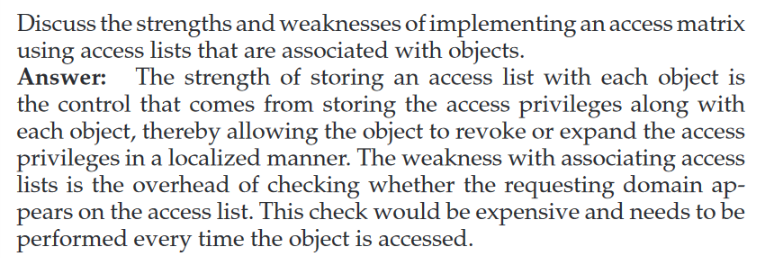 Discuss the strengths and weaknesses of implementing an access matrix
using access lists that are associated with objects.
Answer: The strength of storing an access list with each object is
the control that comes from storing the access privileges along with
each object, thereby allowing the object to revoke or expand the access
privileges in a localized manner. The weakness with associating access
lists is the overhead of checking whether the requesting domain ap-
pears on the access list. This check would be expensive and needs to be
performed every time the object is accessed.